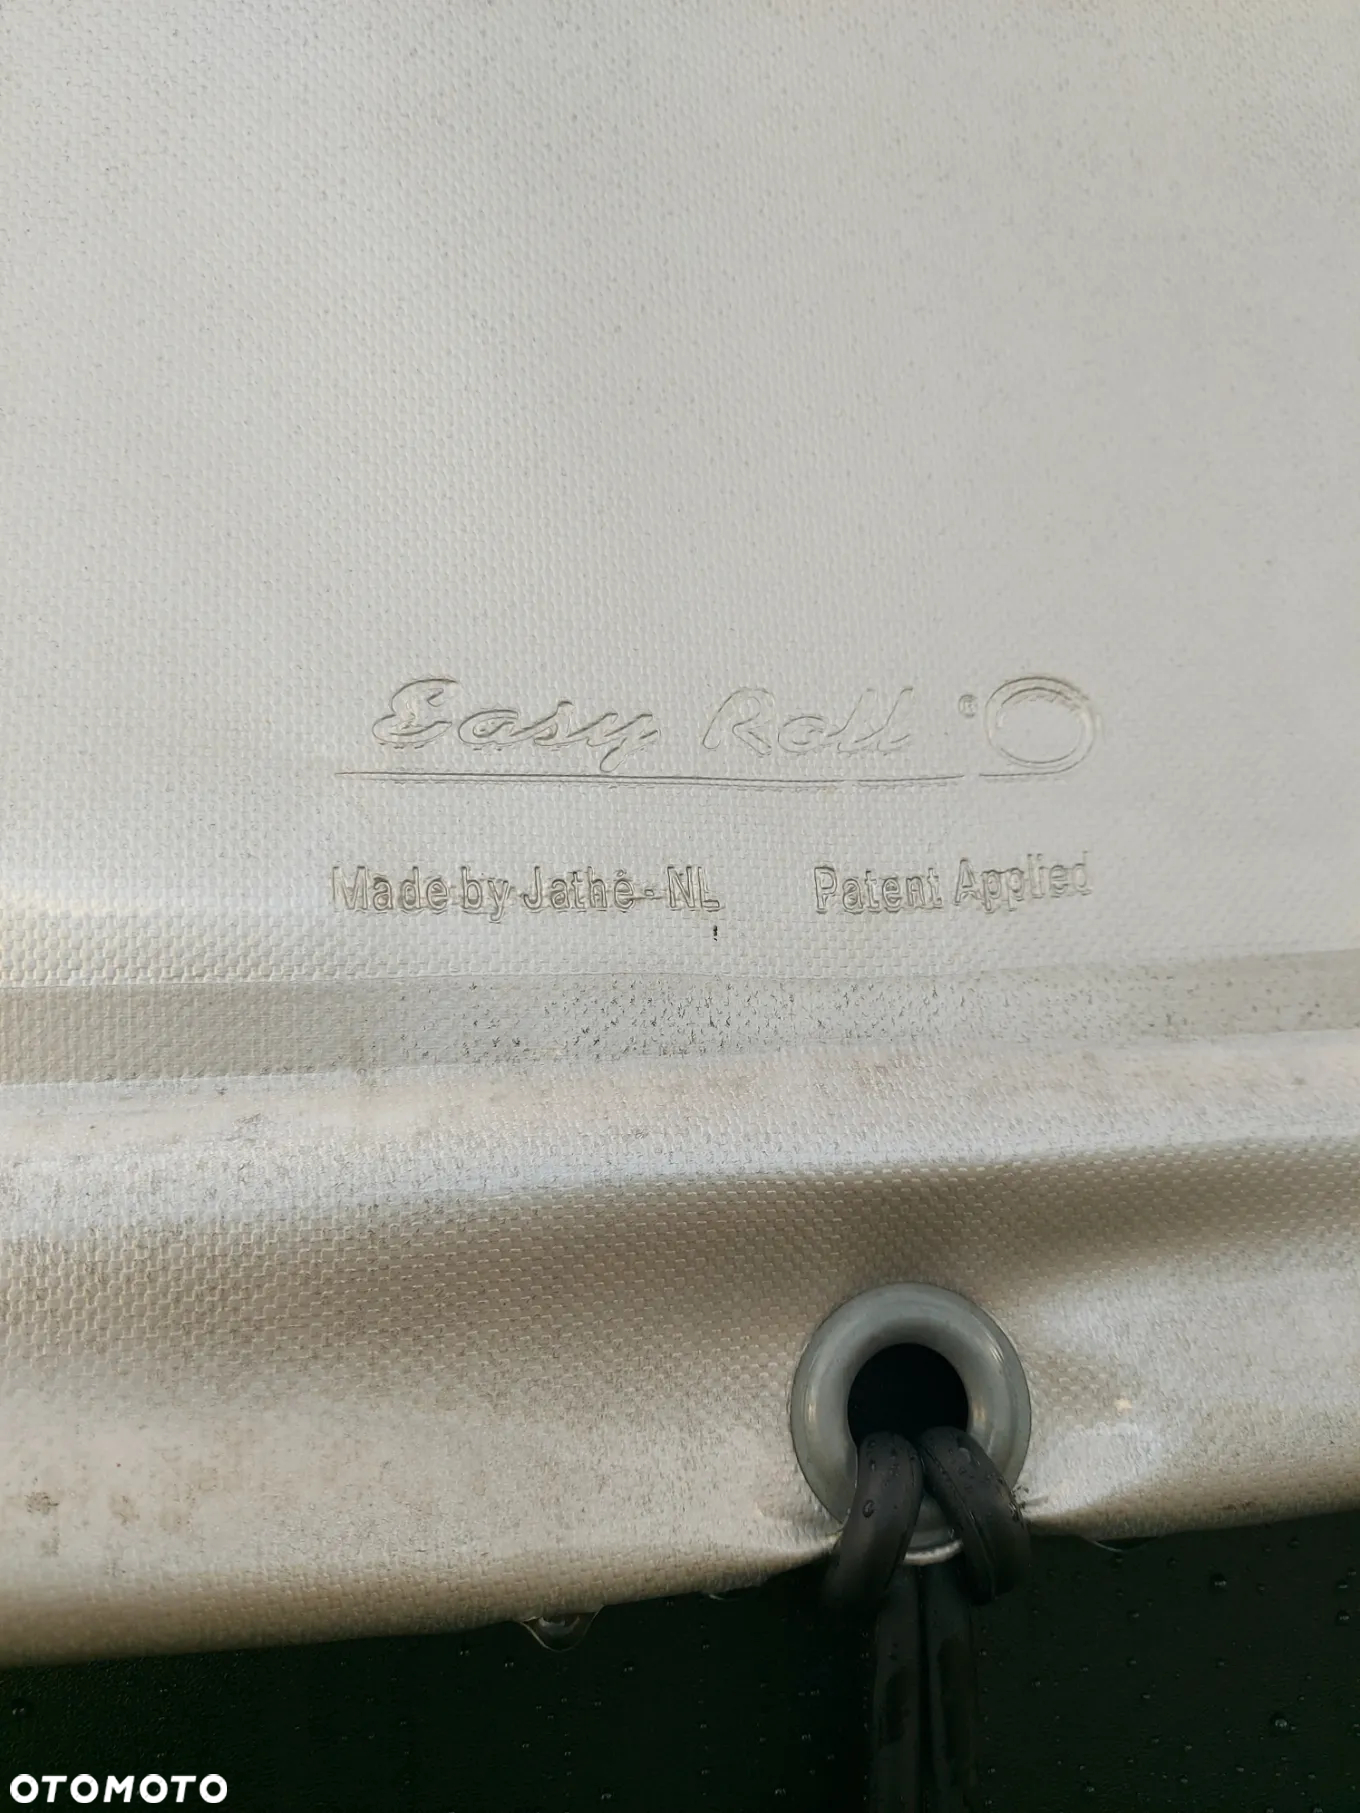 Easy Roll ®
Made by Jathé - NL Patent Applied
OTOMOTO